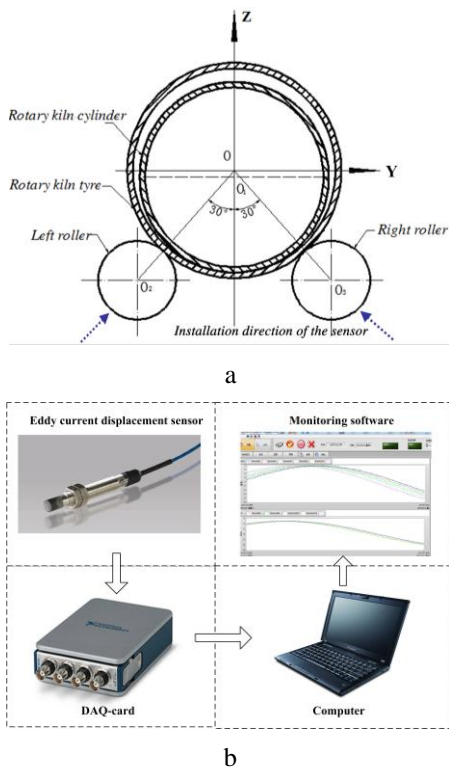 Z
Rotary kiln cylinder
O
Y
Rotary kiln tyre
O₁
30° 30°
Left roller
Right roller
O₂
O₃
Installation direction of the sensor
a
Eddy current displacement sensor
Monitoring software
DAQ-card
Computer
b